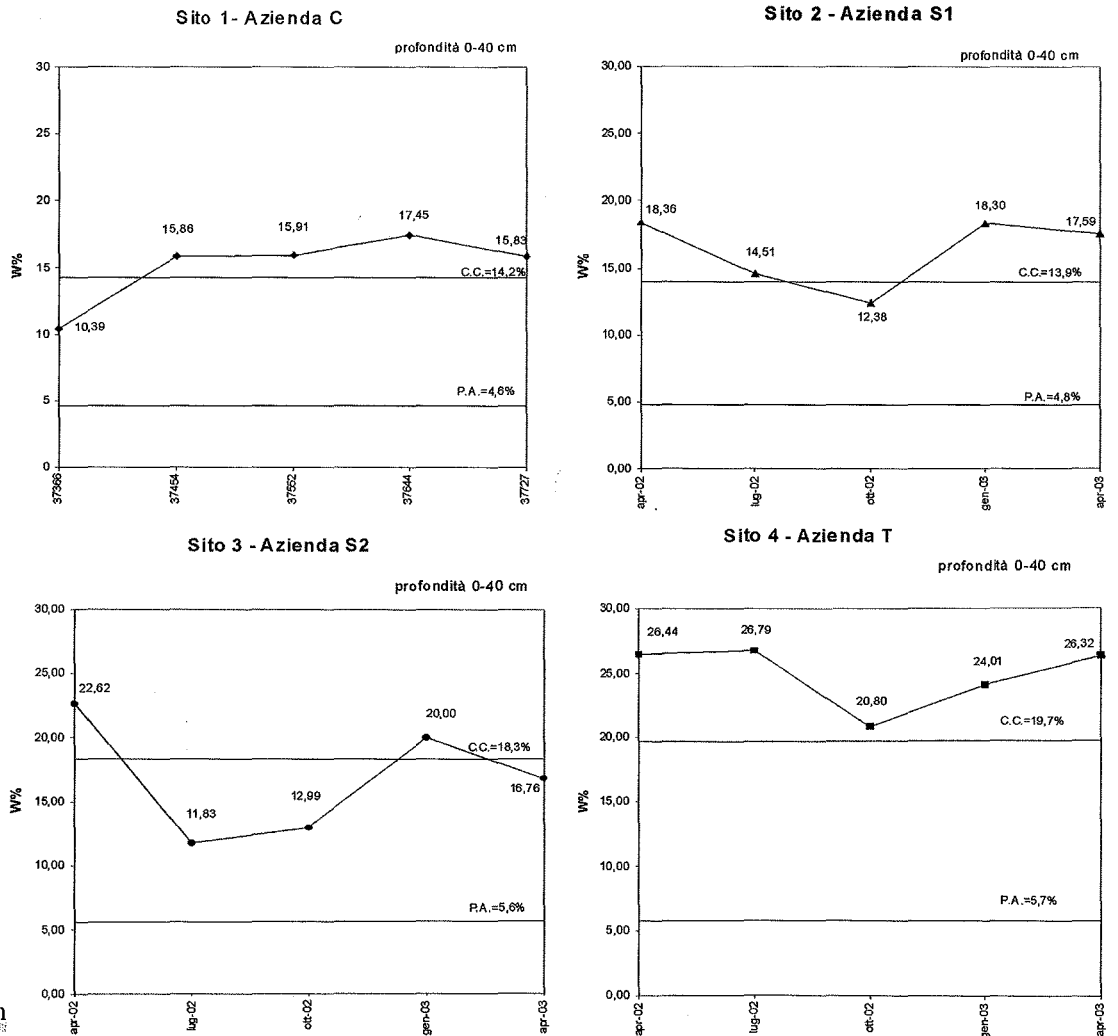 Sito 1- Azienda C
profondità 0-40 cm
30
25
20
15
10
5
0
W%
10,39
15,86
15,91
17,45
15,83
C.C.=14,2%
P.A.=4,6%
37366
37454
37552
37644
37727
Sito 2 - Azienda S1
profondità 0-40 cm
30,00
25,00
20,00
15,00
10,00
5,00
0,00
W%
18,36
14,51
12,38
18,30
17,59
C.C.=13,9%
P.A.=4,8%
apr-02
lug-02
ott-02
gen-03
apr-03
Sito 3 - Azienda S2
profondità 0-40 cm
30,00
25,00
20,00
15,00
10,00
5,00
0,00
W%
22,62
11,83
12,99
20,00
16,76
C.C.=18,3%
P.A.=5,6%
apr-02
lug-02
ott-02
gen-03
apr-03
Sito 4 - Azienda T
profondità 0-40 cm
30,00
25,00
20,00
15,00
10,00
5,00
0,00
W%
26,44
26,79
20,80
24,01
26,32
C.C.=19,7%
P.A.=5,7%
apr-02
lug-02
ott-02
gen-03
apr-03